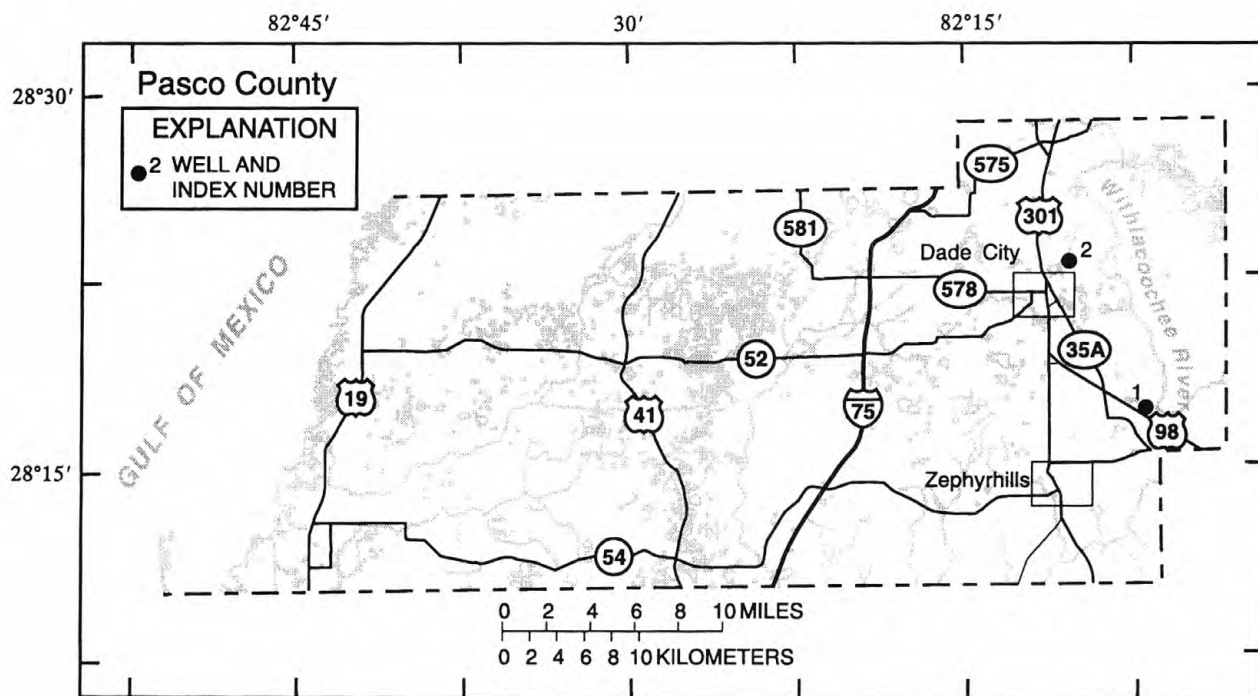 82°45′ 30′ 82°15′
28°30′
Pasco County
EXPLANATION
2 WELL AND
INDEX NUMBER
575
Withlacoochee River
581
301
Dade City
2
GULF OF MEXICO
578
52
35A
19
41
75
1
98
28°15′
Zephyrhills
54
0 2 4 6 8 10 MILES
0 2 4 6 8 10 KILOMETERS